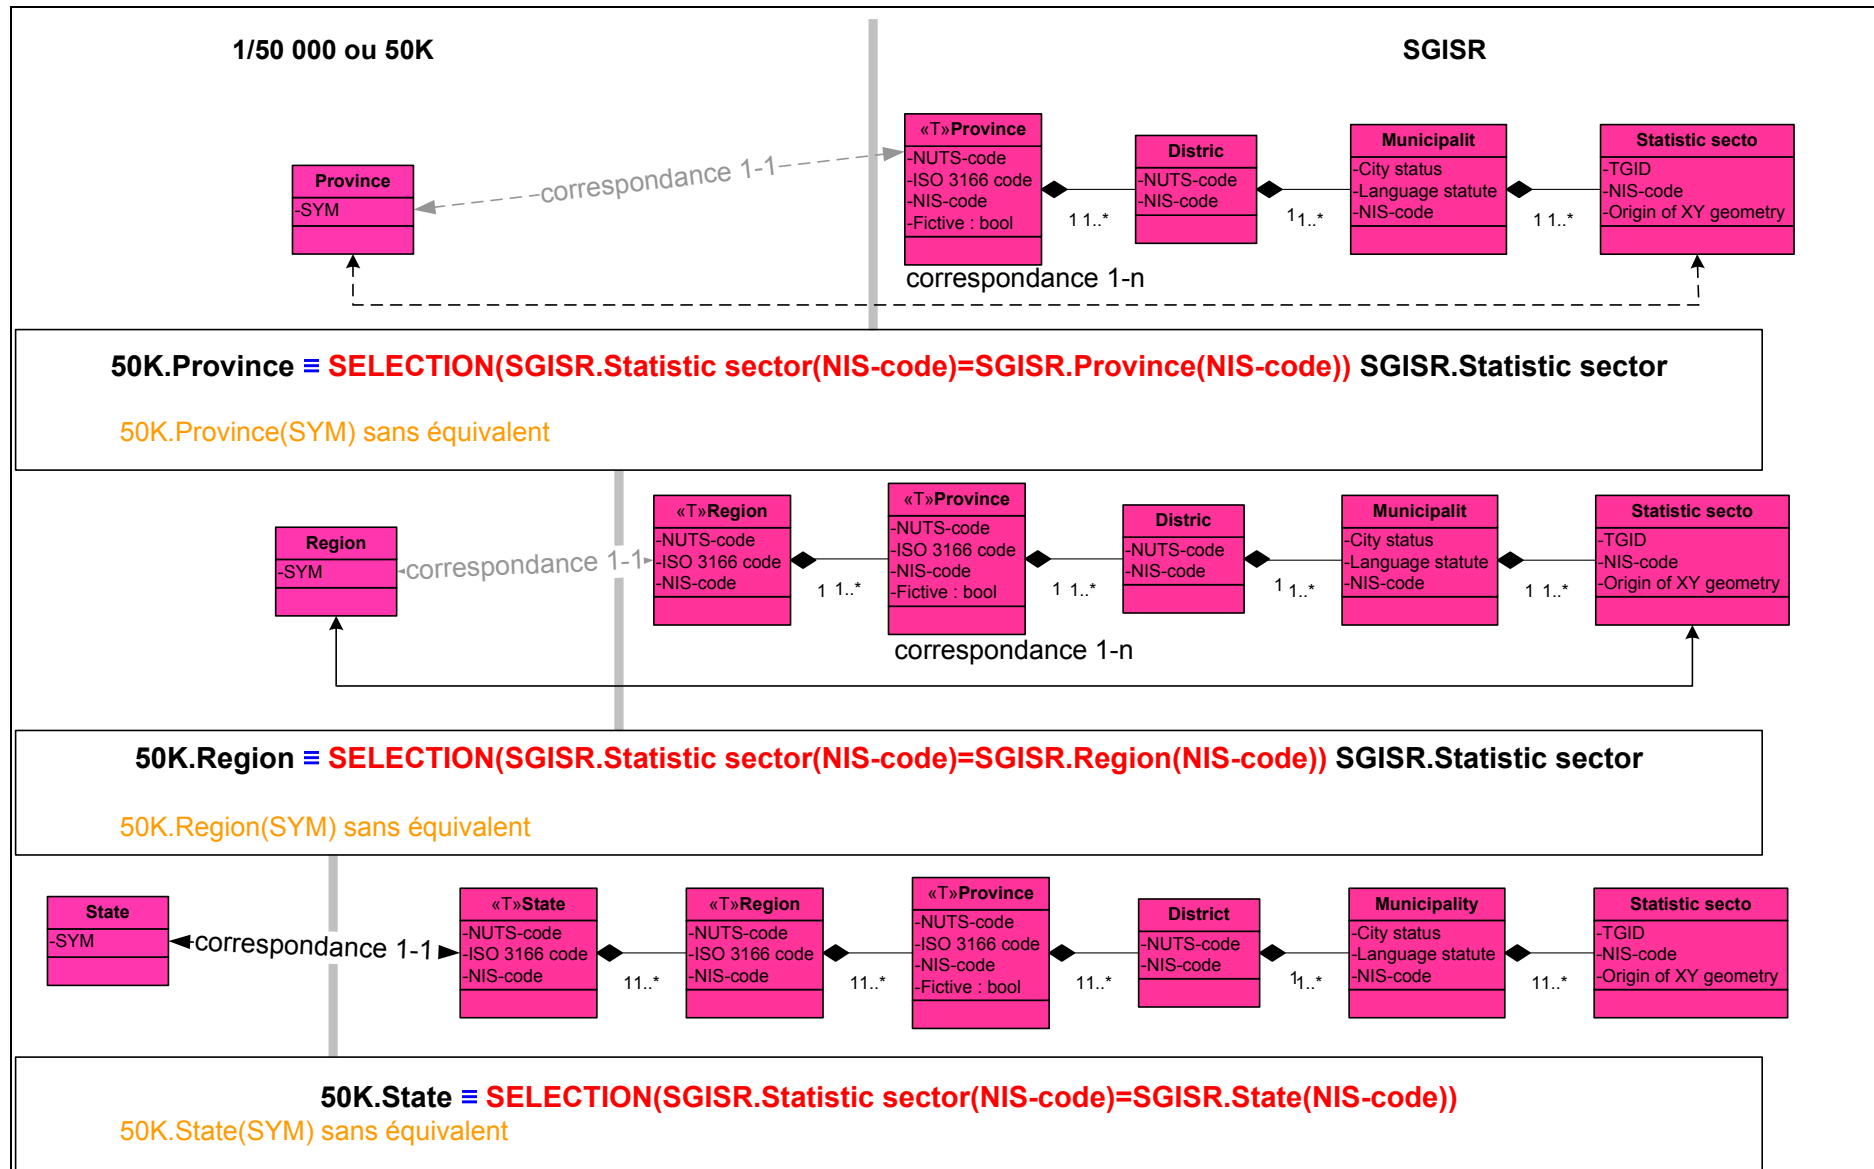 1/50 000 ou 50K
SGISR
Province
-SYM
correspondance 1-1
«T»Province
-NUTS-code
-ISO 3166 code
-NIS-code
-Fictive : bool
1 1..*
Distric
-NUTS-code
-NIS-code
1 1..*
Municipalit
-City status
-Language statute
-NIS-code
1 1..*
Statistic secto
-TGID
-NIS-code
-Origin of XY geometry
correspondance 1-n
50K.Province ≡ SELECTION(SGISR.Statistic sector(NIS-code)=SGISR.Province(NIS-code)) SGISR.Statistic sector
50K.Province(SYM) sans équivalent
Region
-SYM
correspondance 1-1
«T»Region
-NUTS-code
-ISO 3166 code
-NIS-code
1 1..*
«T»Province
-NUTS-code
-ISO 3166 code
-NIS-code
-Fictive : bool
1 1..*
Distric
-NUTS-code
-NIS-code
1 1..*
Municipalit
-City status
-Language statute
-NIS-code
1 1..*
Statistic secto
-TGID
-NIS-code
-Origin of XY geometry
correspondance 1-n
50K.Region ≡ SELECTION(SGISR.Statistic sector(NIS-code)=SGISR.Region(NIS-code)) SGISR.Statistic sector
50K.Region(SYM) sans équivalent
State
-SYM
correspondance 1-1
«T»State
-NUTS-code
-ISO 3166 code
-NIS-code
11..*
«T»Region
-NUTS-code
-ISO 3166 code
-NIS-code
11..*
«T»Province
-NUTS-code
-ISO 3166 code
-NIS-code
-Fictive : bool
11..*
District
-NUTS-code
-NIS-code
11..*
Municipality
-City status
-Language statute
-NIS-code
11..*
Statistic secto
-TGID
-NIS-code
-Origin of XY geometry
50K.State ≡ SELECTION(SGISR.Statistic sector(NIS-code)=SGISR.State(NIS-code))
50K.State(SYM) sans équivalent